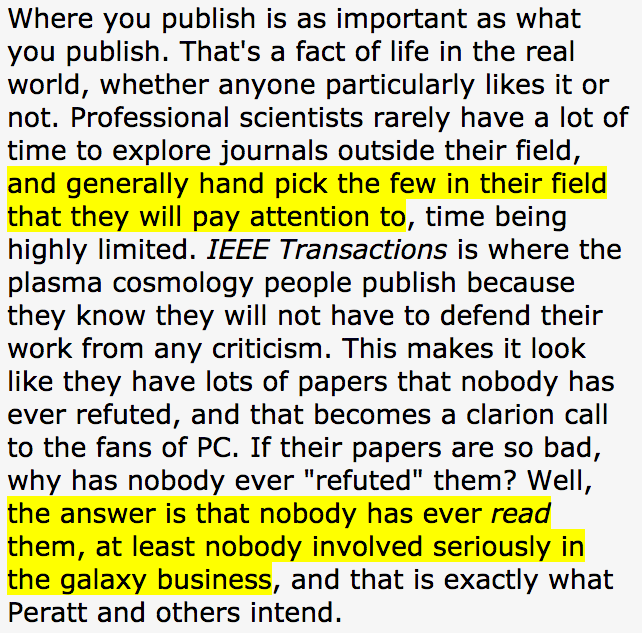 Where you publish is as important as what
you publish. That's a fact of life in the real
world, whether anyone particularly likes it or
not. Professional scientists rarely have a lot of
time to explore journals outside their field,
and generally hand pick the few in their field
that they will pay attention to, time being
highly limited. IEEE Transactions is where the
plasma cosmology people publish because
they know they will not have to defend their
work from any criticism. This makes it look
like they have lots of papers that nobody has
ever refuted, and that becomes a clarion call
to the fans of PC. If their papers are so bad,
why has nobody ever "refuted" them? Well,
the answer is that nobody has ever read
them, at least nobody involved seriously in
the galaxy business, and that is exactly what
Peratt and others intend.